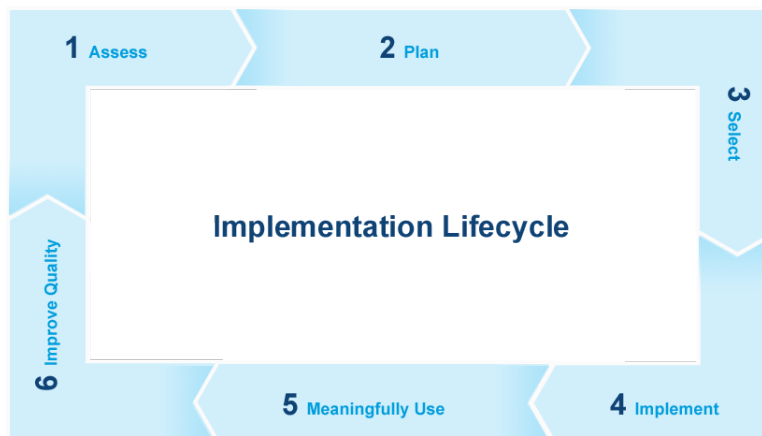 1 Assess
2 Plan
3 Select
Implementation Lifecycle
4 Implement
5 Meaningfully Use
6 Improve Quality